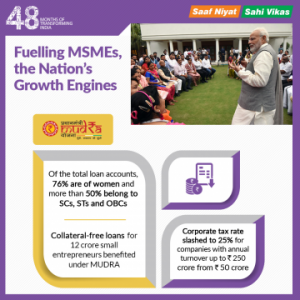 48 MONTHS OF
TRANSFORMING
INDIA
Saaf Niyat Sahi Vikas
Fuelling MSMEs,
the Nation's
Growth Engines
प्रधानमंत्री
mudra
योजना
Of the total loan accounts,
76% are of women and
more than 50% belong to
SCs, STs and OBCs
Collateral-free loans for
12 crore small
entrepreneurs benefited
under MUDRA
Corporate tax rate
slashed to 25% for
companies with annual
turnover up to ₹ 250
crore from ₹ 50 crore